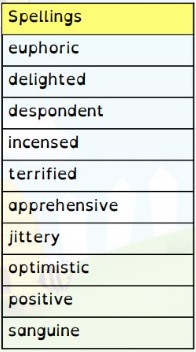 Spellings
euphoric
delighted
despondent
incensed
terrified
apprehensive
jittery
optimistic
positive
sanguine